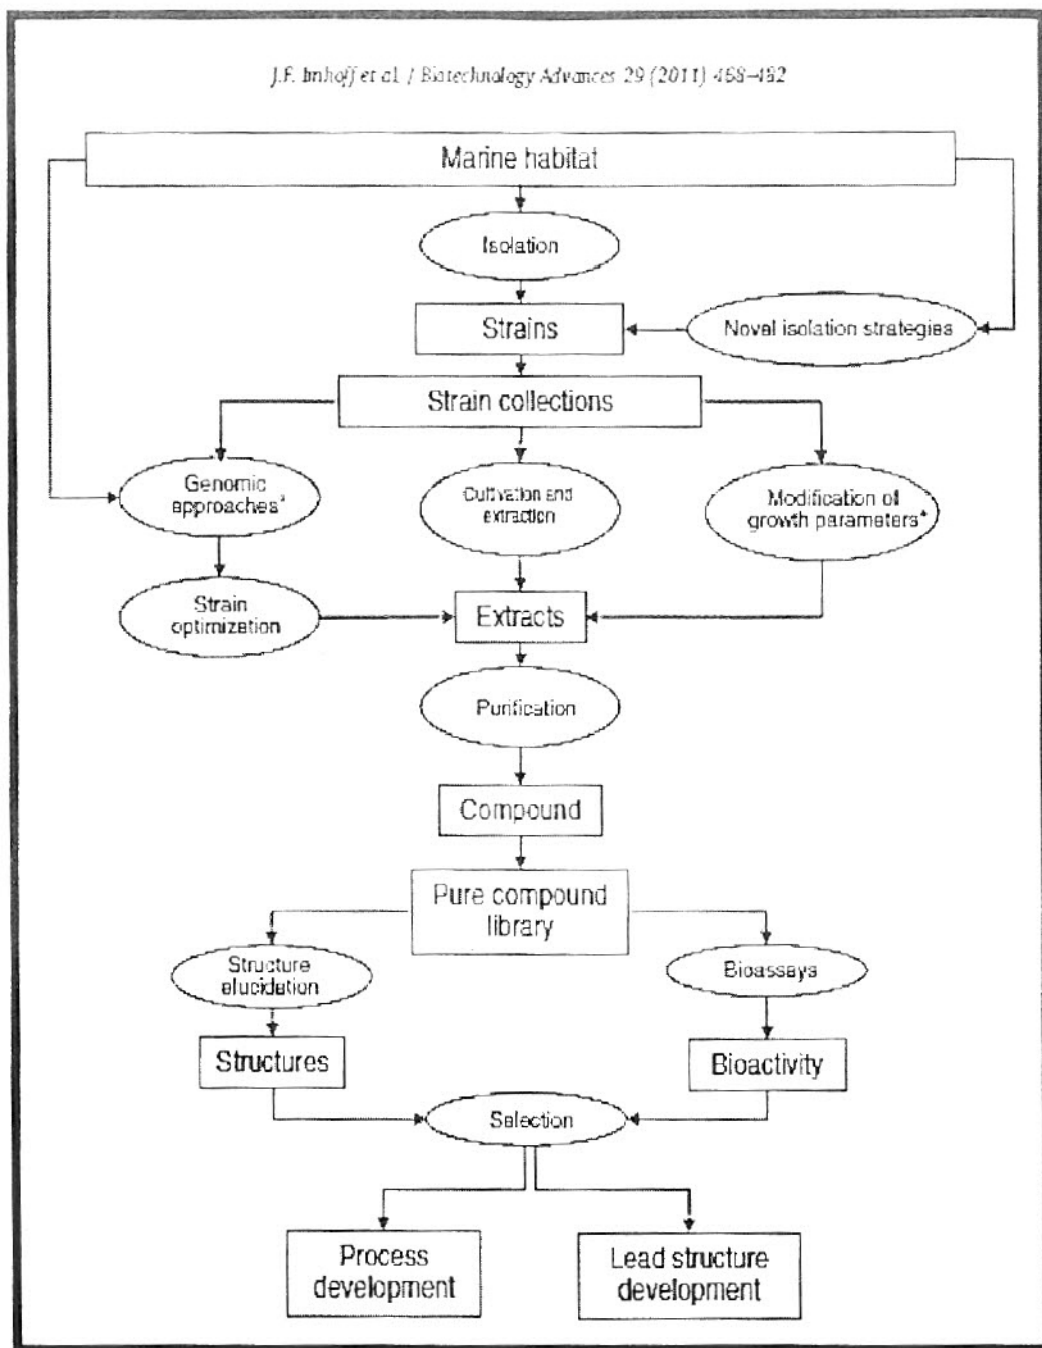 J.F. Imhoff et al. / Biotechnology Advances 29 (2011) 468–482
Marine habitat
Isolation
Strains
Novel isolation strategies
Strain collections
Genomic
approaches*
Cultivation and
extraction
Modification of
growth parameters*
Strain
optimization
Extracts
Purification
Compound
Pure compound
library
Structure
elucidation
Bioassays
Structures
Bioactivity
Selection
Process
development
Lead structure
development